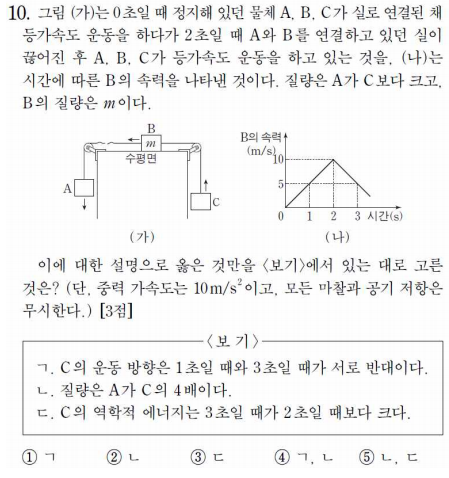 10. 그림 (가)는 0초일 때 정지해 있던 물체 A, B, C가 실로 연결된 채
등가속도 운동을 하다가 2초일 때 A와 B를 연결하고 있던 실이
끊어진 후 A, B, C가 등가속도 운동을 하고 있는 것을, (나)는
시간에 따른 B의 속력을 나타낸 것이다. 질량은 A가 C보다 크고,
B의 질량은 m이다.
B
m
수평면
A
C
(가)
B의 속력
(m/s)
10
5
0 1 2 3 시간(s)
(나)
이에 대한 설명으로 옳은 것만을 <보기>에서 있는 대로 고른
것은? (단, 중력 가속도는 10m/s²이고, 모든 마찰과 공기 저항은
무시한다.) [3점]
<보 기>
ㄱ. C의 운동 방향은 1초일 때와 3초일 때가 서로 반대이다.
ㄴ. 질량은 A가 C의 4배이다.
ㄷ. C의 역학적 에너지는 3초일 때가 2초일 때보다 크다.
① ㄱ ② ㄴ ③ ㄷ ④ ㄱ, ㄴ ⑤ ㄴ, ㄷ